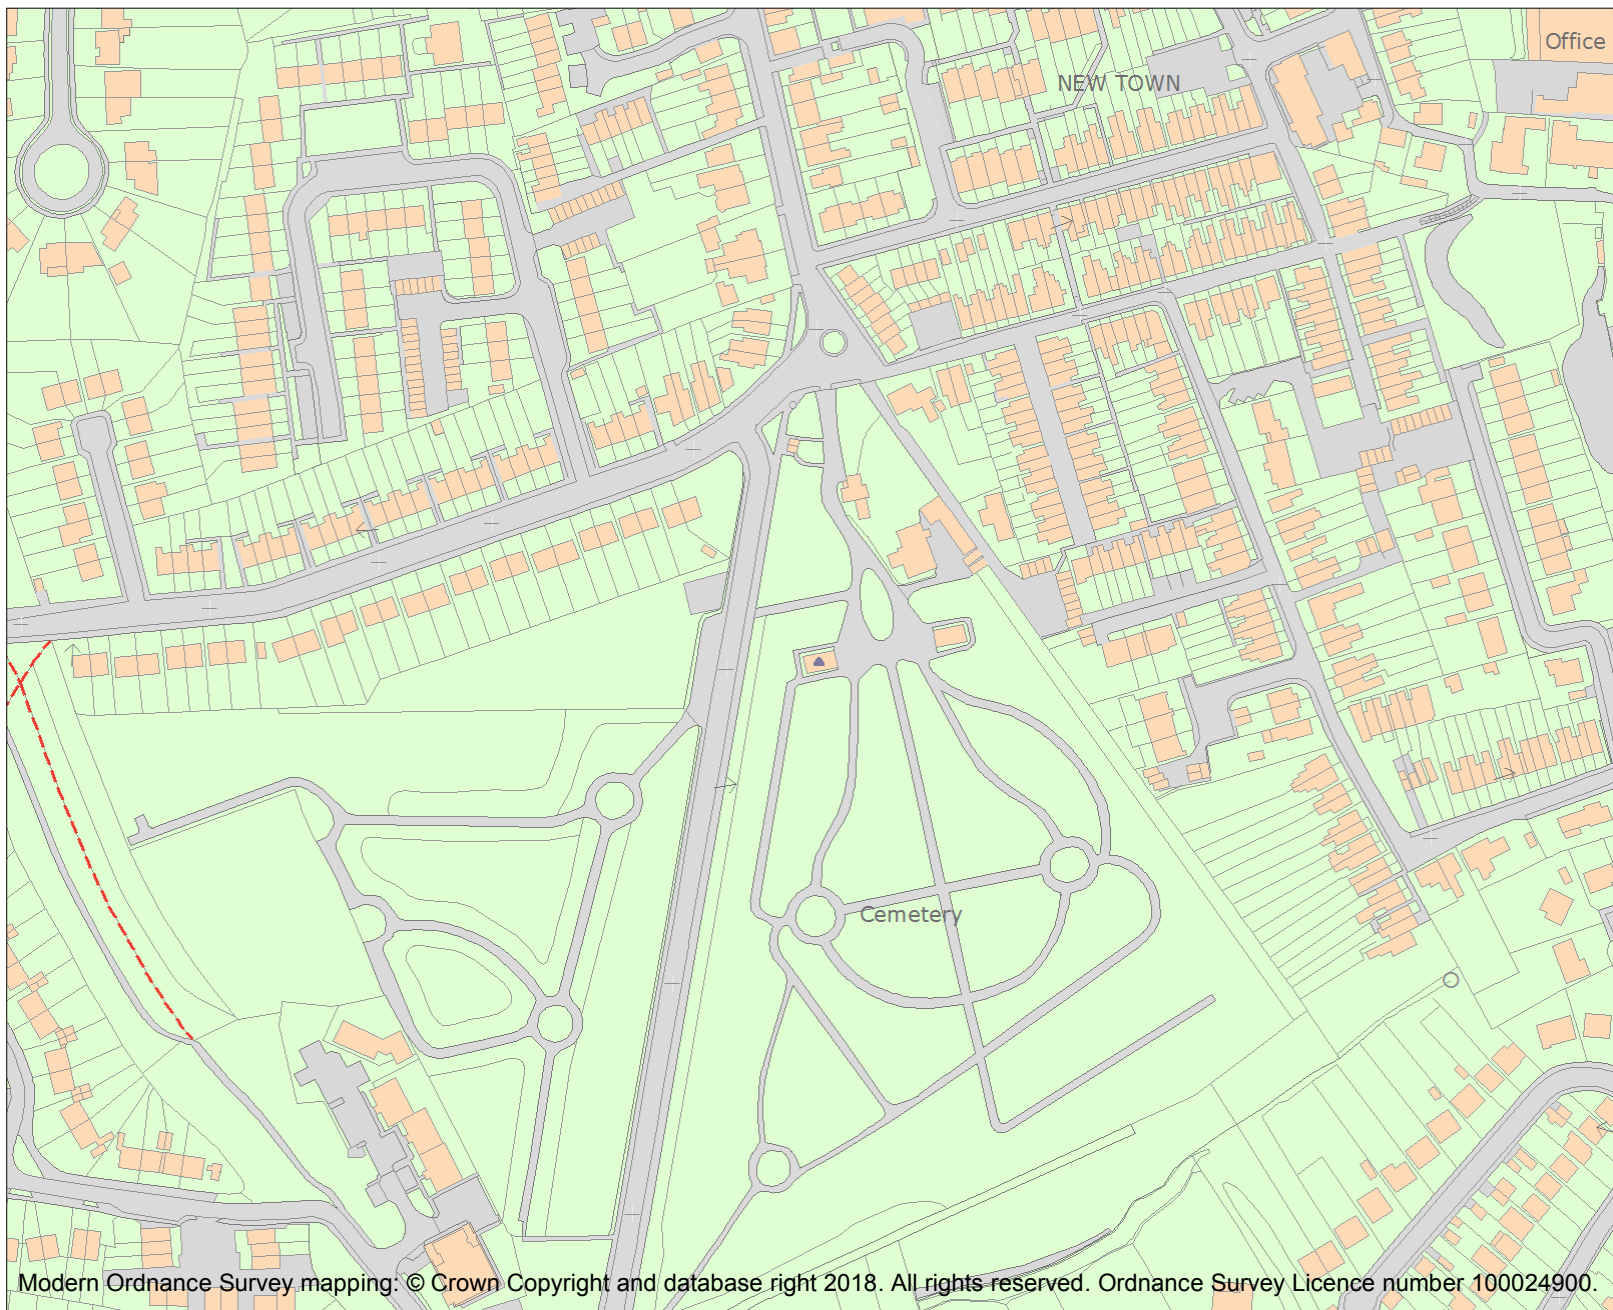 Office
NEW TOWN
Cemetery
Modern Ordnance Survey mapping: © Crown Copyright and database right 2018. All rights reserved. Ordnance Survey Licence number 100024900.